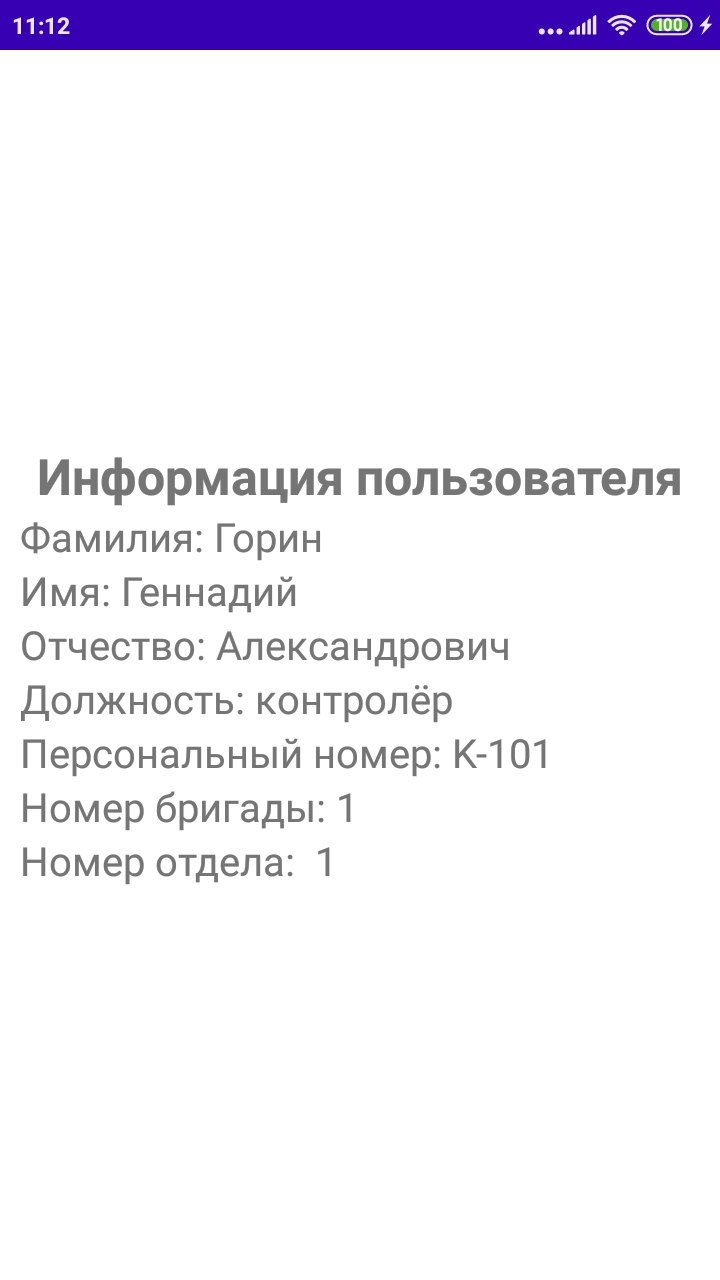 11:12
100
Информация пользователя
Фамилия: Горин
Имя: Геннадий
Отчество: Александрович
Должность: контролёр
Персональный номер: К-101
Номер бригады: 1
Номер отдела: 1